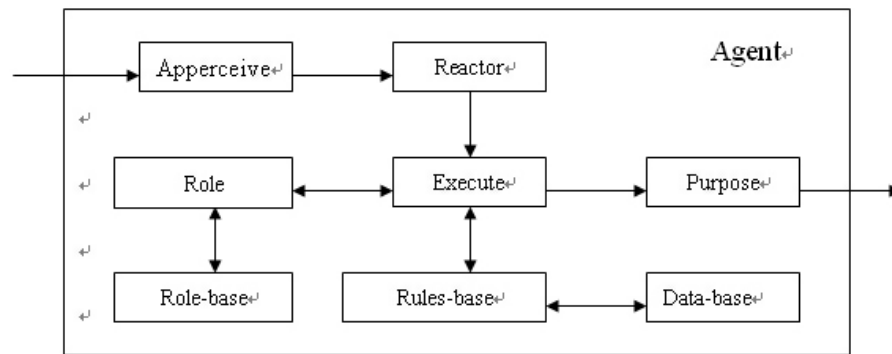 Agent↵
Apperceive↵
Reactor↵
↵
↵
Role
Execute↵
Purpose↵
↵
↵
Role-base↵
Rules-base↵
Data-base↵